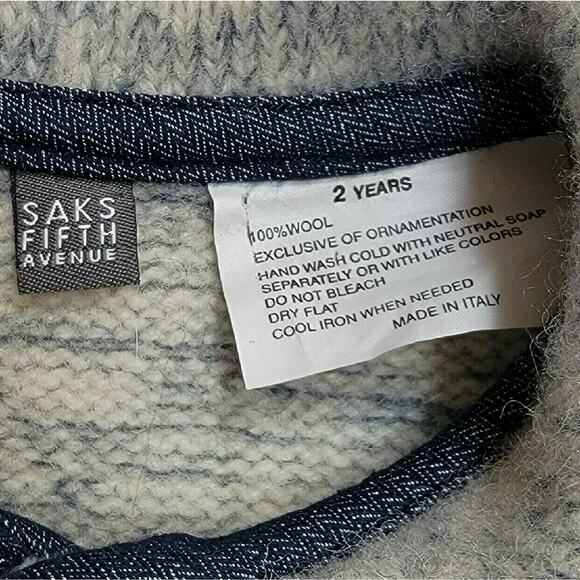 SAKS
FIFTH
AVENUE
2 YEARS
100%WOOL
EXCLUSIVE OF ORNAMENTATION
HAND WASH COLD WITH NEUTRAL SOAP
SEPARATELY OR WITH LIKE COLORS
DO NOT BLEACH
DRY FLAT
COOL IRON WHEN NEEDED
MADE IN ITALY